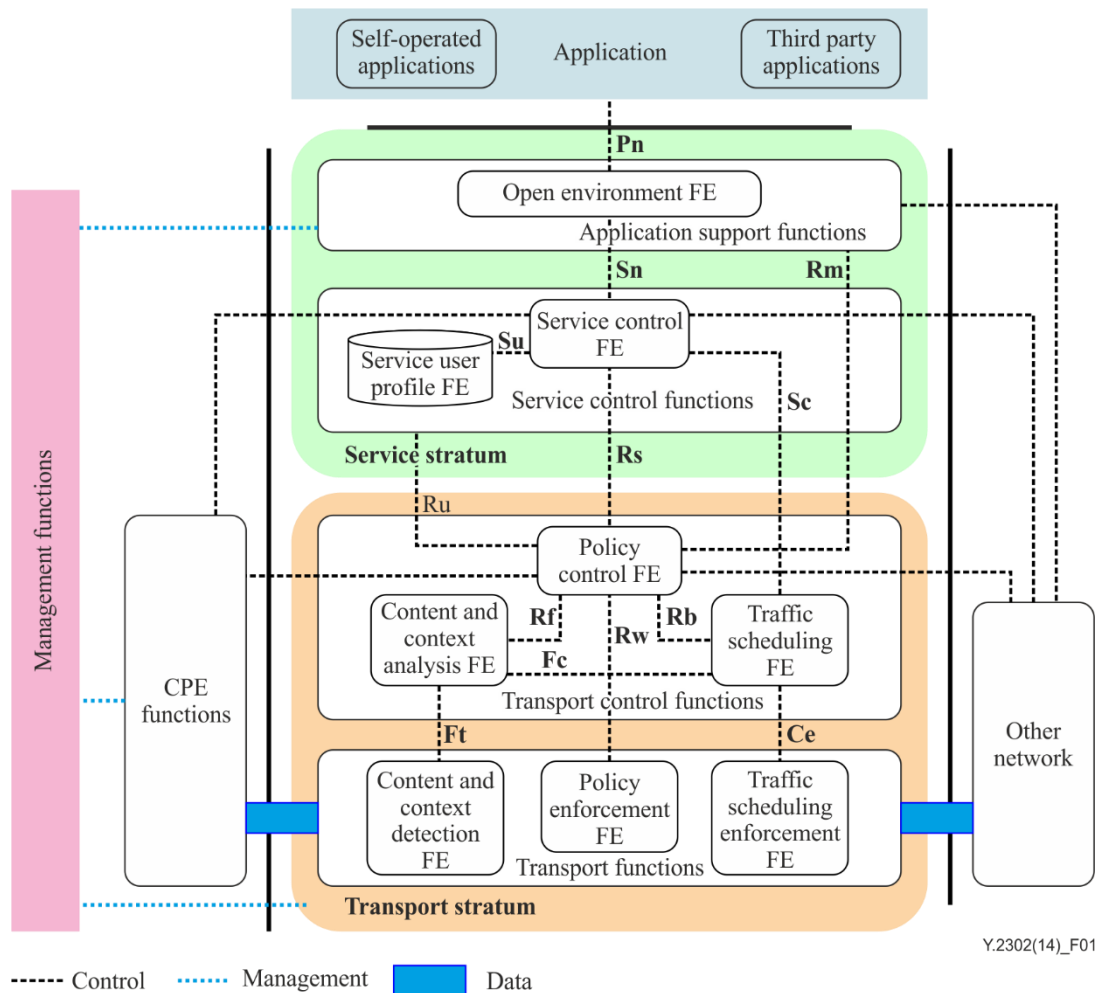 Self-operated
applications
Application
Third party
applications
Pn
Open environment FE
Application support functions
Sn
Rm
Service control
FE
Su
Service user
profile FE
Service control functions
Sc
Service stratum
Rs
Management functions
Ru
Policy
control FE
Content and
context
analysis FE
Rf
Rw
Rb
Traffic
scheduling
FE
Fc
Transport control functions
CPE
functions
Other
network
Ft
Ce
Content and
context
detection
FE
Policy
enforcement
FE
Traffic
scheduling
enforcement
FE
Transport functions
Transport stratum
Y.2302(14)_F01
Control
Management
Data